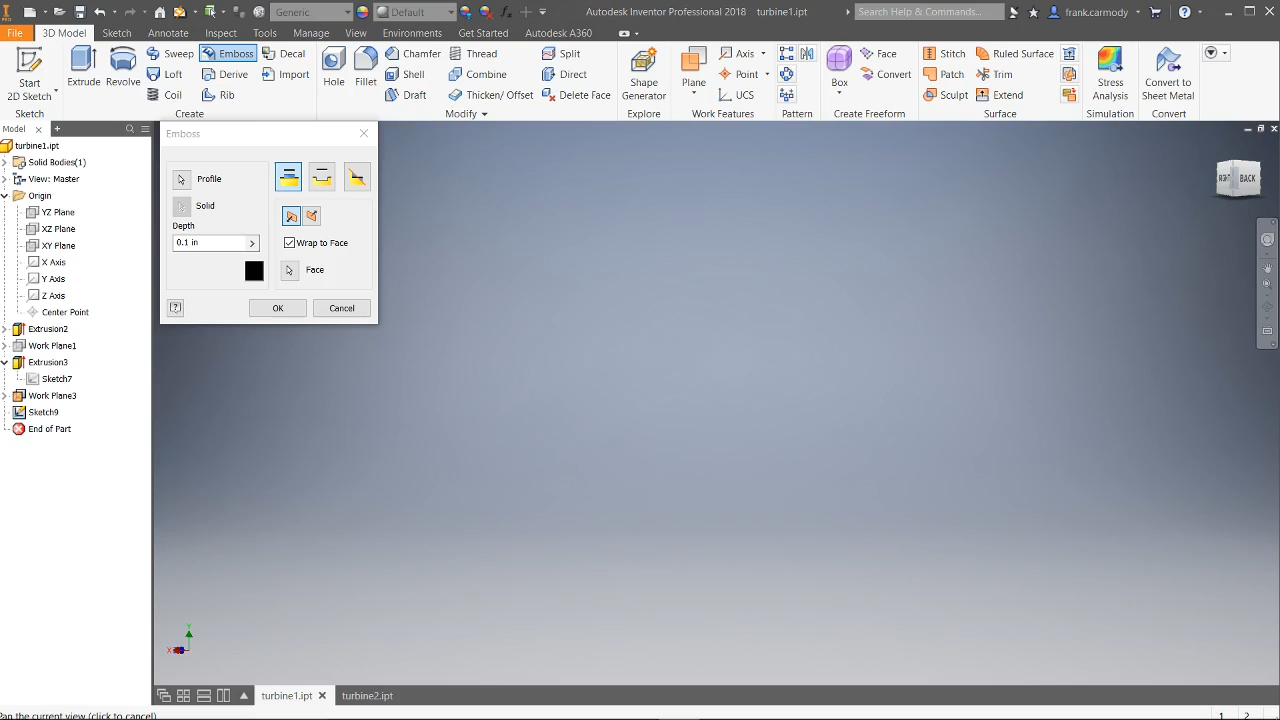 Generic
Default
Autodesk Inventor Professional 2018 turbine1.ipt
Search Help & Commands...
frank.carmody
File 3D Model Sketch Annotate Inspect Tools Manage View Environments Get Started Autodesk A360
Start
2D Sketch
Extrude
Revolve
Sweep
Loft
Coil
Emboss
Derive
Rib
Decal
Import
Hole
Fillet
Chamfer
Shell
Draft
Thread
Combine
Thicken/ Offset
Split
Direct
Delete Face
Shape
Generator
Plane
Axis
Point
UCS
Box
Face
Convert
Stitch
Patch
Sculpt
Ruled Surface
Trim
Extend
Stress
Analysis
Convert to
Sheet Metal
Sketch
Create
Modify
Explore
Work Features
Pattern
Create Freeform
Surface
Simulation
Convert
Model
turbine1.ipt
Solid Bodies(1)
View: Master
Origin
YZ Plane
XZ Plane
XY Plane
X Axis
Y Axis
Z Axis
Center Point
Extrusion2
Work Plane1
Extrusion3
Sketch7
Work Plane3
Sketch9
End of Part
Emboss
Profile
Solid
Depth
0.1 in
Wrap to Face
Face
OK
Cancel
BACK
Y
X
turbine1.ipt
turbine2.ipt
Pan the current view (click to cancel)
1 2